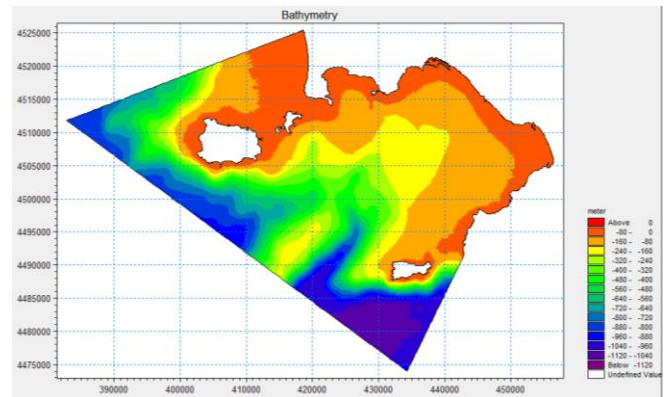 Bathymetry
4525000
4520000
4515000
4510000
4505000
4500000
4495000
4490000
4485000
4480000
4475000
390000 400000 410000 420000 430000 440000 450000
meter
Above 0
-80 - 0
-160 - -80
-240 - -160
-320 - -240
-400 - -320
-480 - -400
-560 - -480
-640 - -560
-720 - -640
-800 - -720
-880 - -800
-960 - -880
-1040 - -960
-1120 - -1040
Below -1120
Undefined Value